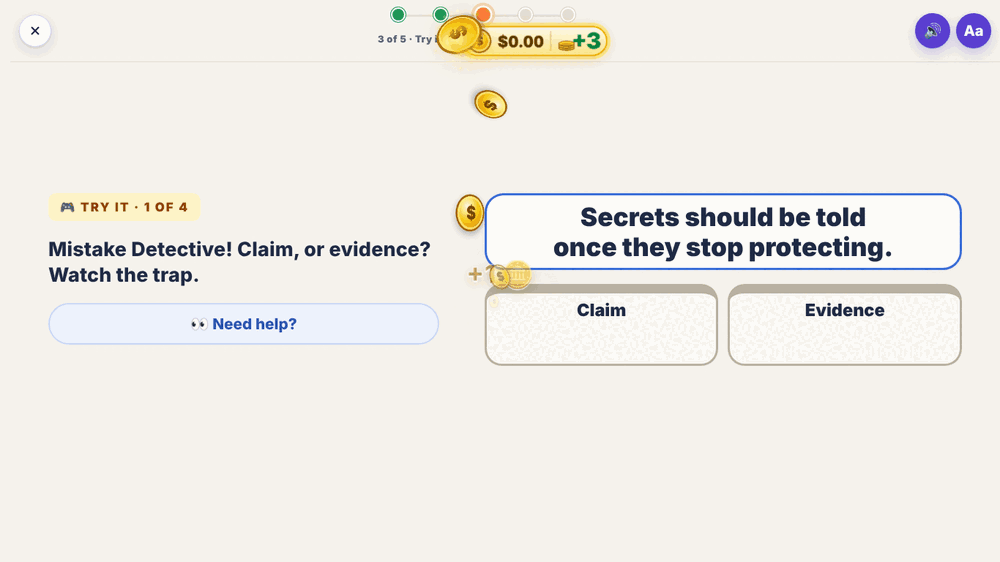 $0.00
+3
Aa
3 of 5 · Try
TRY IT · 1 OF 4
Mistake Detective! Claim, or evidence?
Watch the trap.
Need help?
Secrets should be told
once they stop protecting.
Claim
Evidence